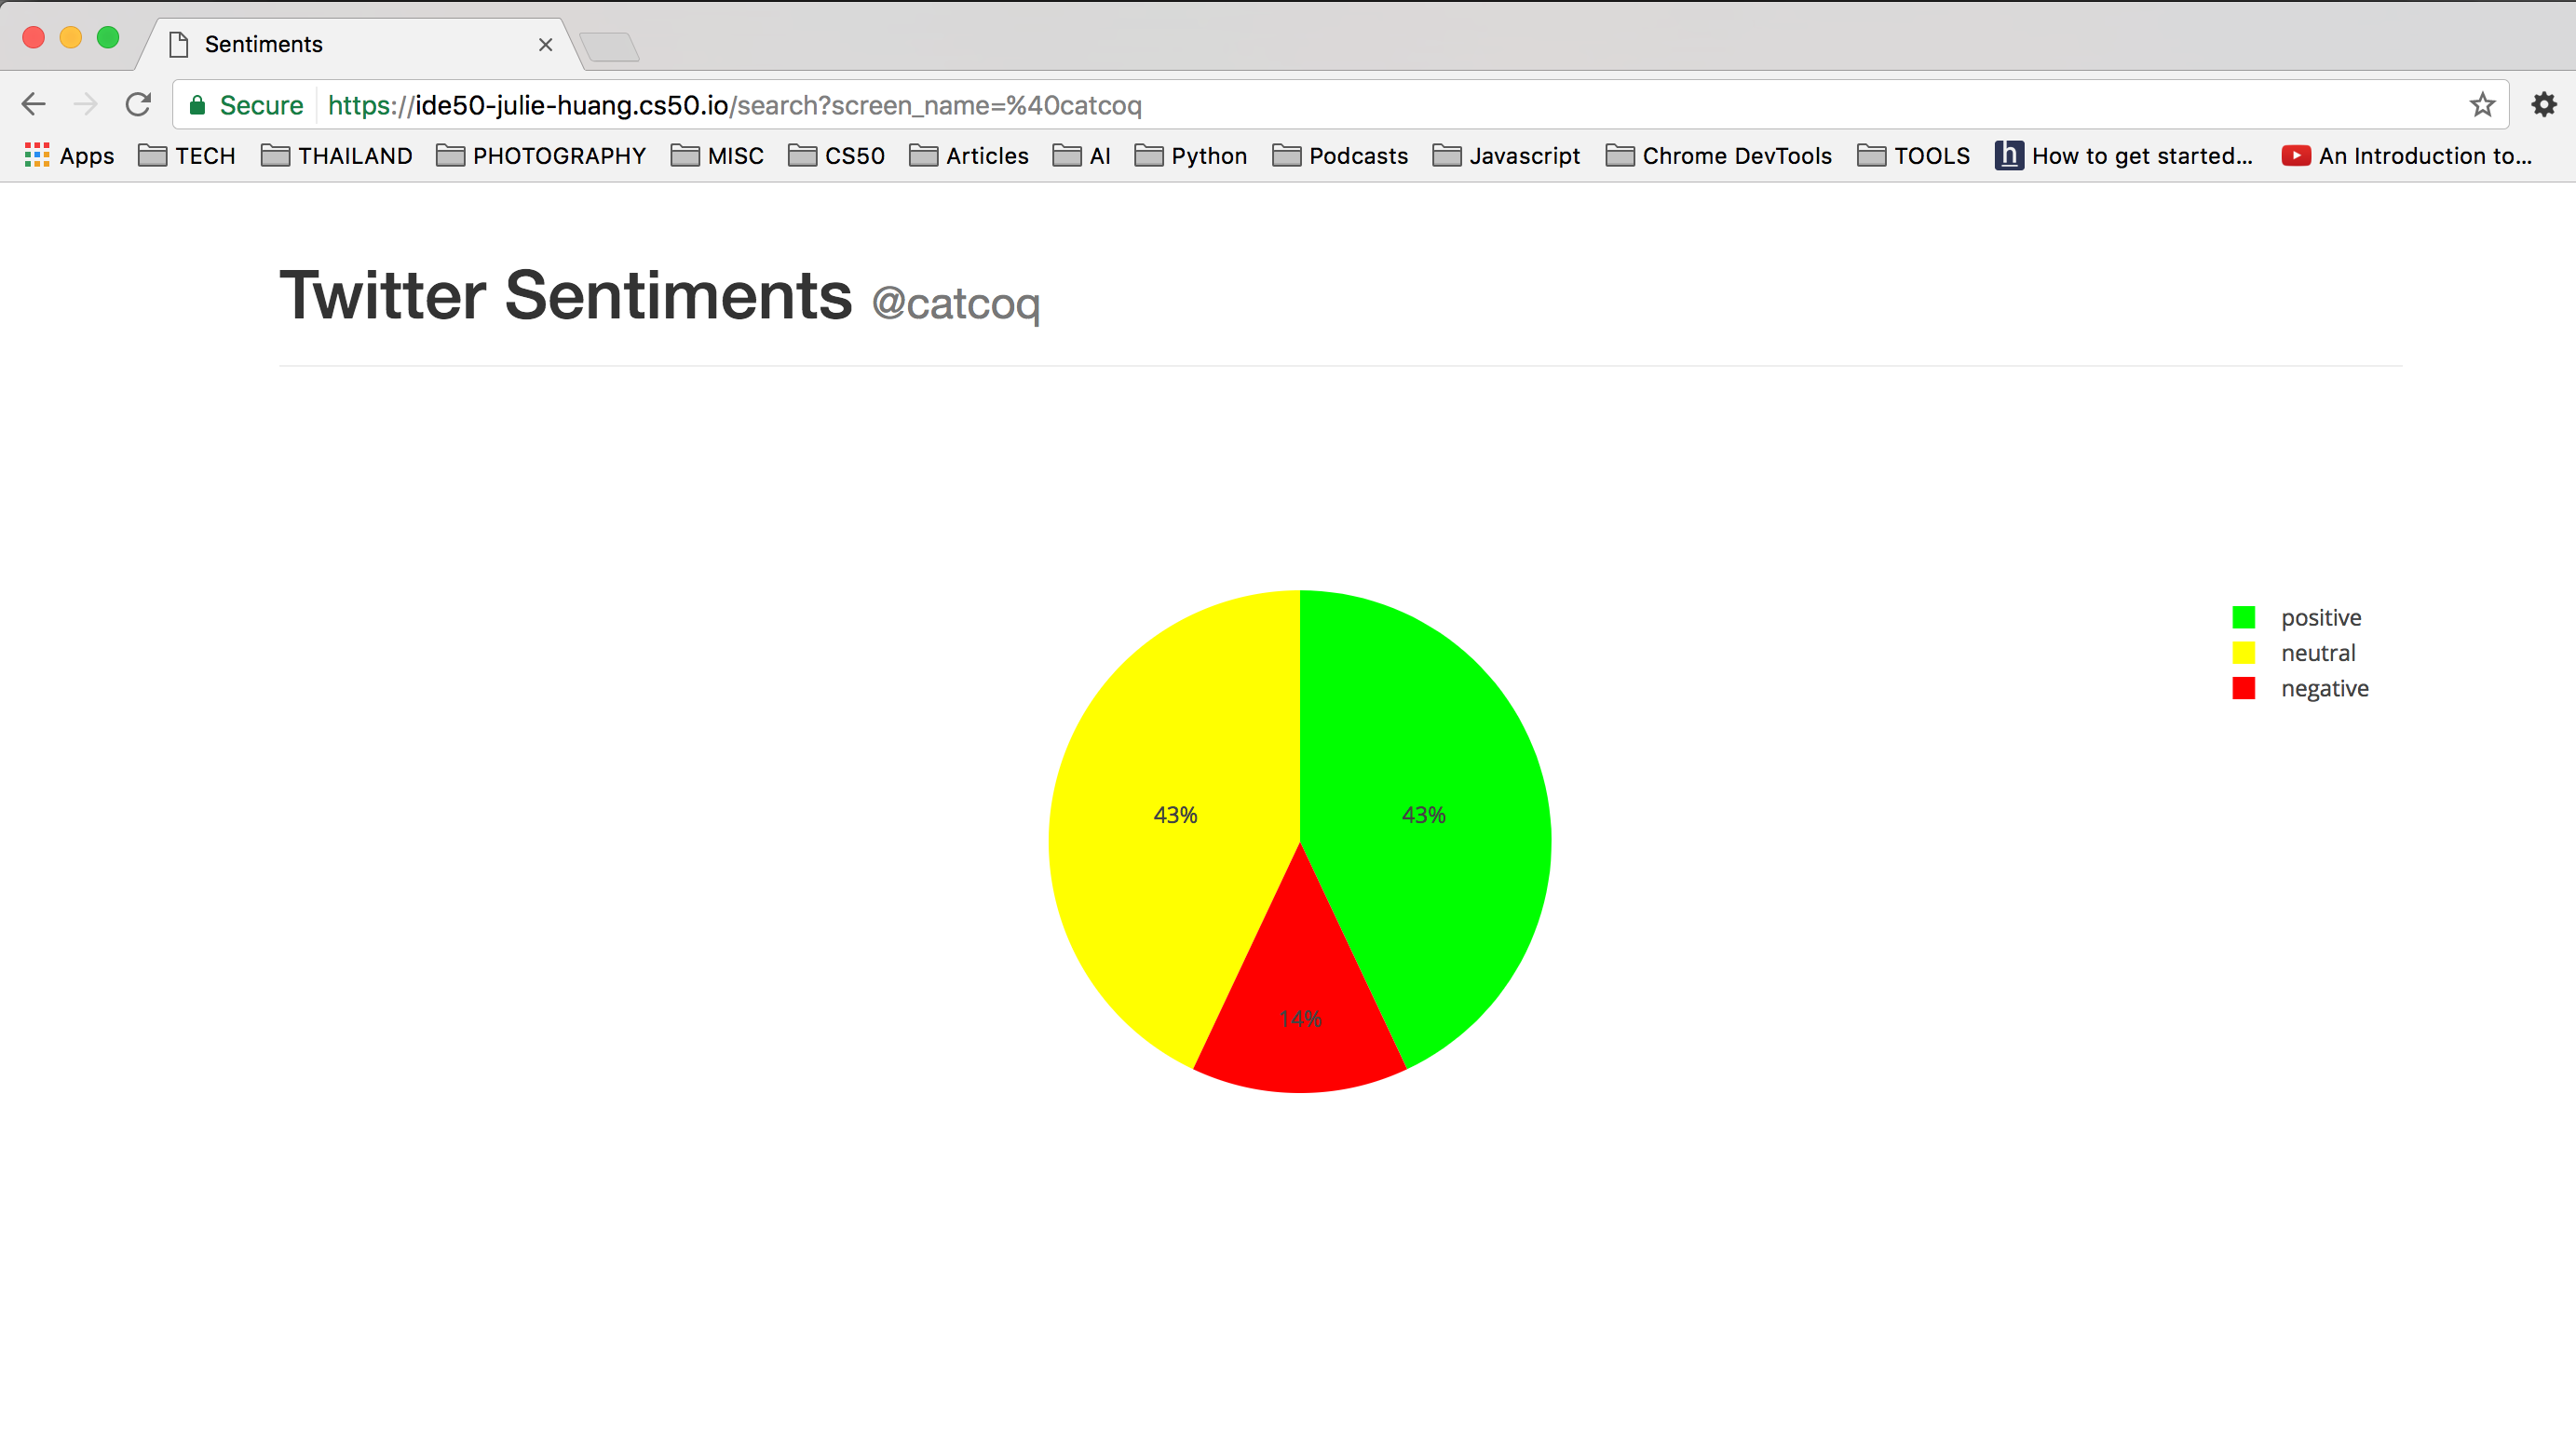 Sentiments
Secure https://ide50-julie-huang.cs50.io/search?screen_name=%40catcoq
Apps TECH THAILAND PHOTOGRAPHY MISC CS50 Articles AI Python Podcasts Javascript Chrome DevTools TOOLS h How to get started... An Introduction to...
Twitter Sentiments @catcoq
positive
neutral
negative
43% 43%
14%